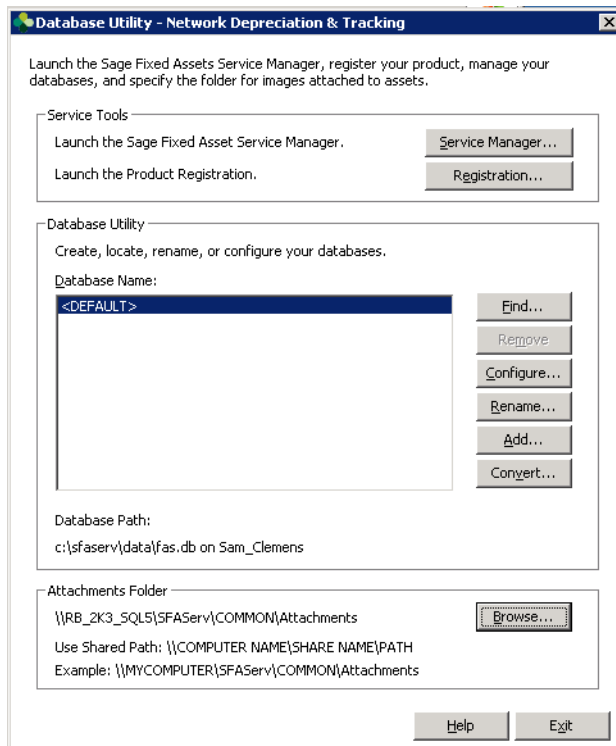 Database Utility - Network Depreciation & Tracking
Launch the Sage Fixed Assets Service Manager, register your product, manage your
databases, and specify the folder for images attached to assets.
Service Tools
Launch the Sage Fixed Asset Service Manager.
Service Manager...
Launch the Product Registration.
Registration...
Database Utility
Create, locate, rename, or configure your databases.
Database Name:
<DEFAULT>
Find...
Remove
Configure...
Rename...
Add...
Convert...
Database Path:
c:\sfaserv\data\fas.db on Sam_Clemens
Attachments Folder
\\RB_2K3_SQL5\SFAServ\COMMON\Attachments
Browse...
Use Shared Path: \\COMPUTER NAME\SHARE NAME\PATH
Example: \\MYCOMPUTER\SFAServ\COMMON\Attachments
Help
Exit